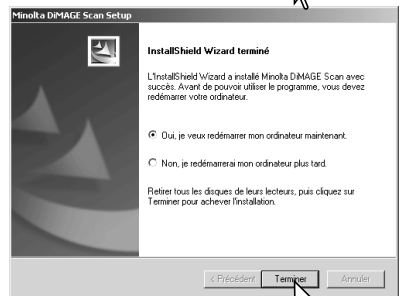 Minolta DiMAGE Scan Setup
InstallShield Wizard terminé
L'InstallShield Wizard a installé Minolta DiMAGE Scan avec
succès. Avant de pouvoir utiliser le programme, vous devez
redémarrer votre ordinateur.
Oui, je veux redémarrer mon ordinateur maintenant.
Non, je redémarrerai mon ordinateur plus tard.
Retirer tous les disques de leurs lecteurs, puis cliquez sur
Terminer pour achever l'installation.
< Précédent Terminer Annuler